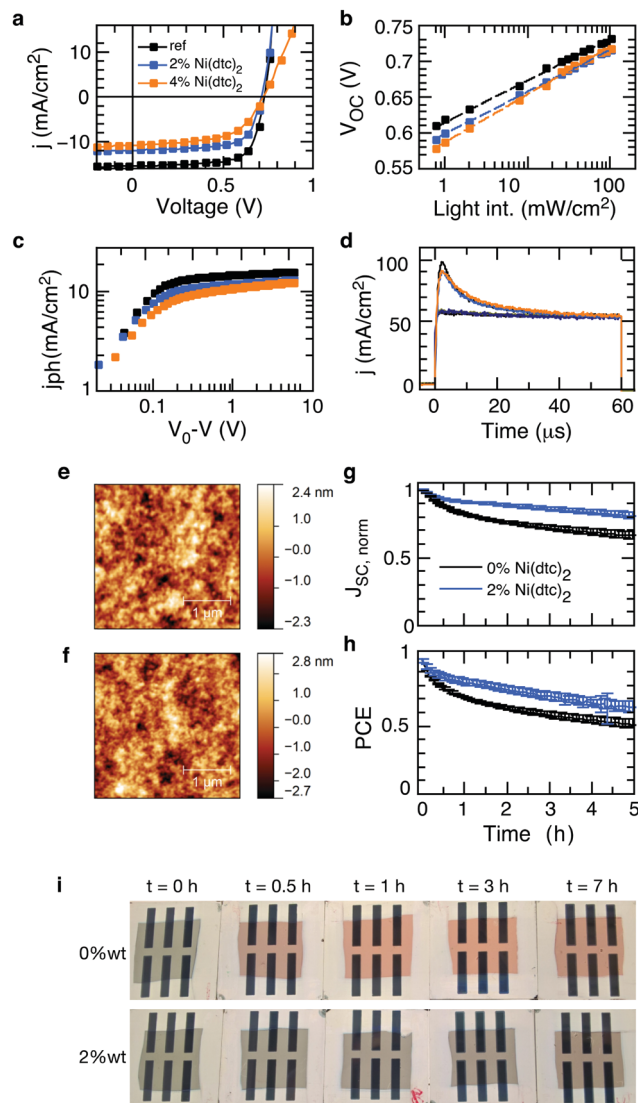 a
ref
2% Ni(dtc)2
4% Ni(dtc)2
j (mA/cm2)
10
0
−10
0
0.5
1
Voltage (V)
b
VOC (V)
0.75
0.70
0.65
0.6
0.55
1
10
100
Light int. (mW/cm2)
c
jph(mA/cm2)
10
1
0.1
1
10
V0-V (V)
d
j (mA/cm2)
100
50
0
0
20
40
60
Time (μs)
e
2.4 nm
1.0
−0.0
−1.0
−2.3
1 μm
f
2.8 nm
1.0
−0.0
−1.0
−2.0
−2.7
1 μm
g
JSC, norm
1
0.5
0
0% Ni(dtc)2
2% Ni(dtc)2
h
PCE
1
0.5
0
0
1
2
3
4
5
Time (h)
i
t = 0 h
t = 0.5 h
t = 1 h
t = 3 h
t = 7 h
0%wt
2%wt